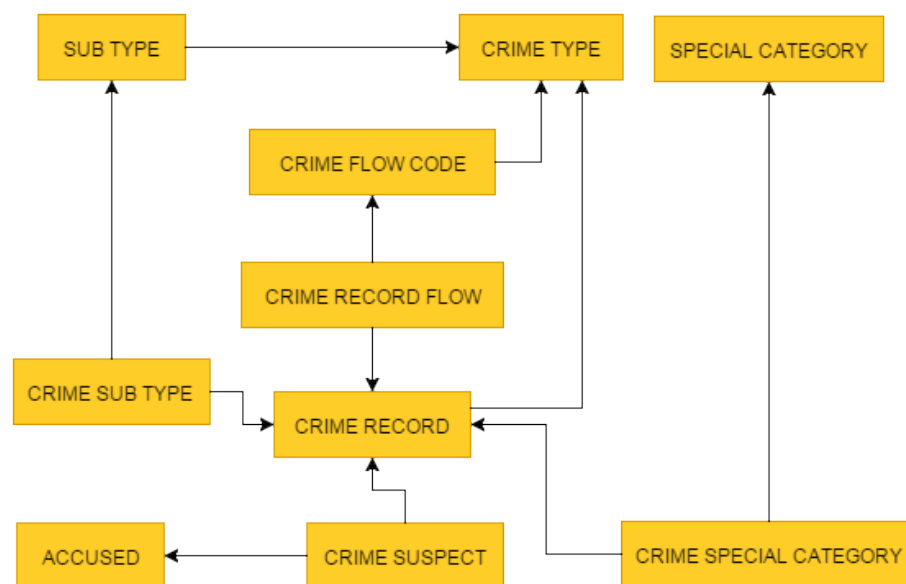 SUB TYPE
CRIME TYPE
SPECIAL CATEGORY
CRIME FLOW CODE
CRIME RECORD FLOW
CRIME SUB TYPE
CRIME RECORD
ACCUSED
CRIME SUSPECT
CRIME SPECIAL CATEGORY